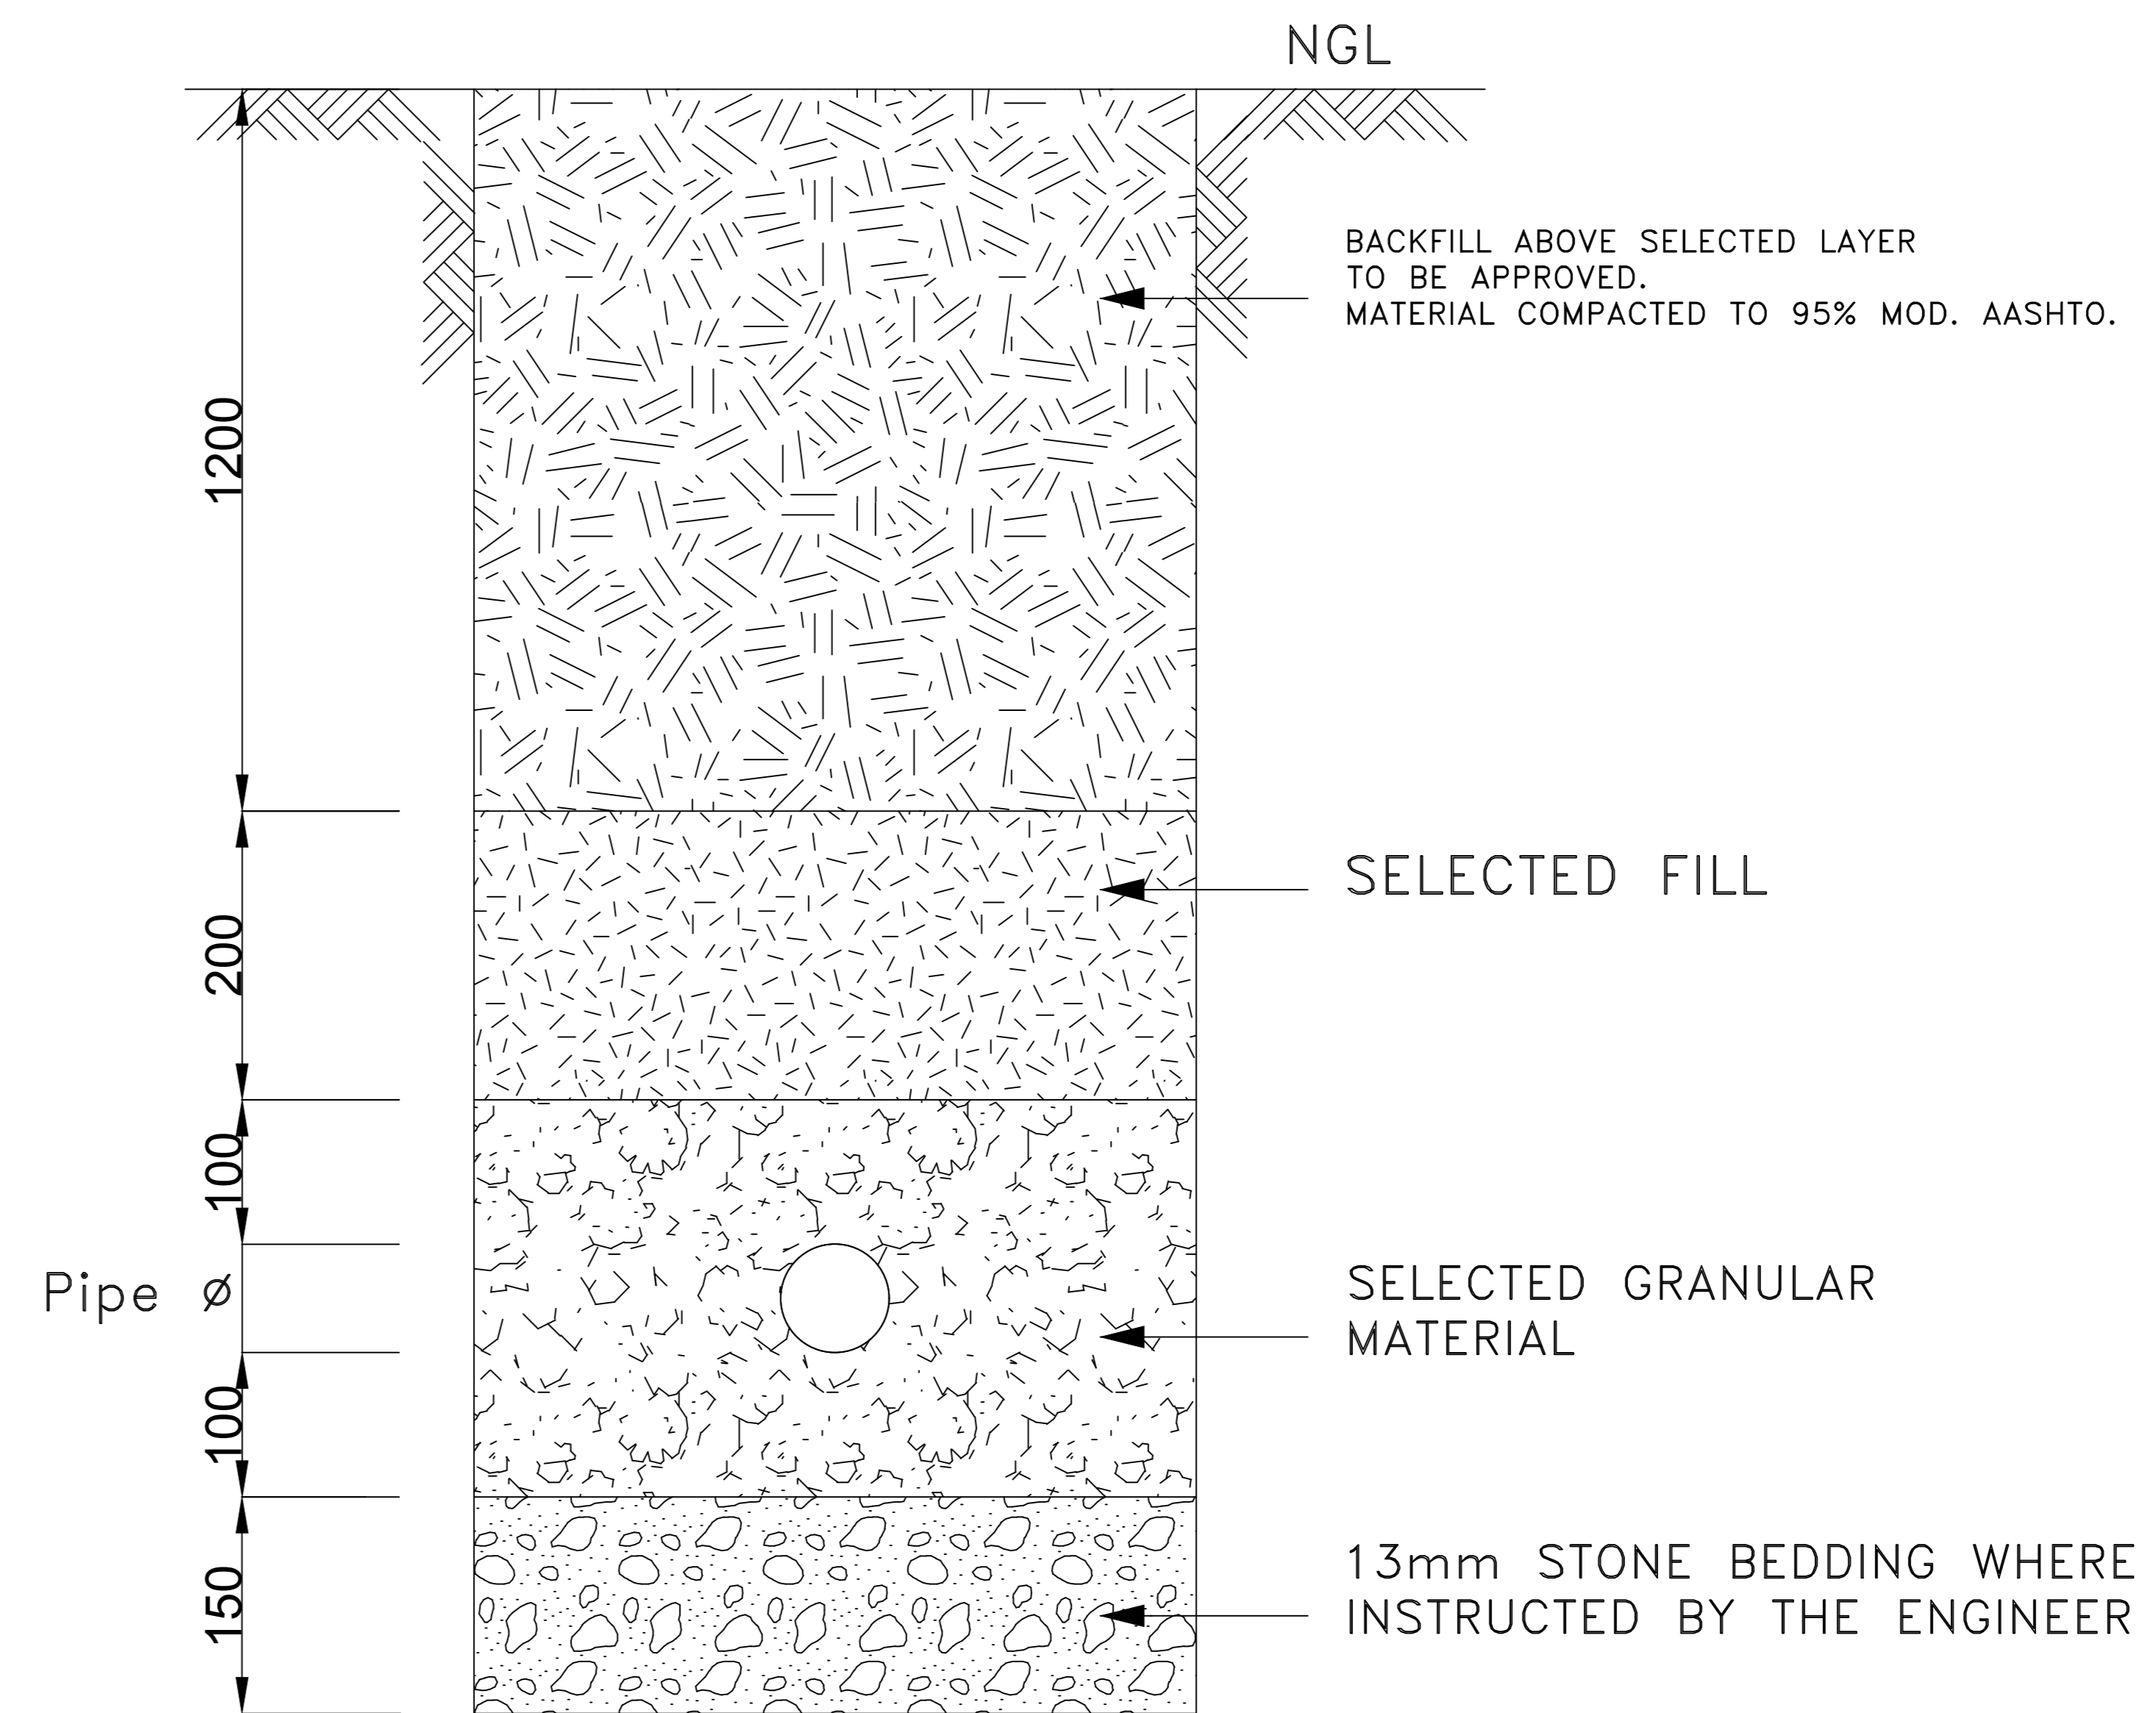 NGL
BACKFILL ABOVE SELECTED LAYER
TO BE APPROVED.
MATERIAL COMPACTED TO 95% MOD. AASHTO.
1200
SELECTED FILL
200
100
Pipe Ø
SELECTED GRANULAR
MATERIAL
100
13mm STONE BEDDING WHERE
INSTRUCTED BY THE ENGINEER
150